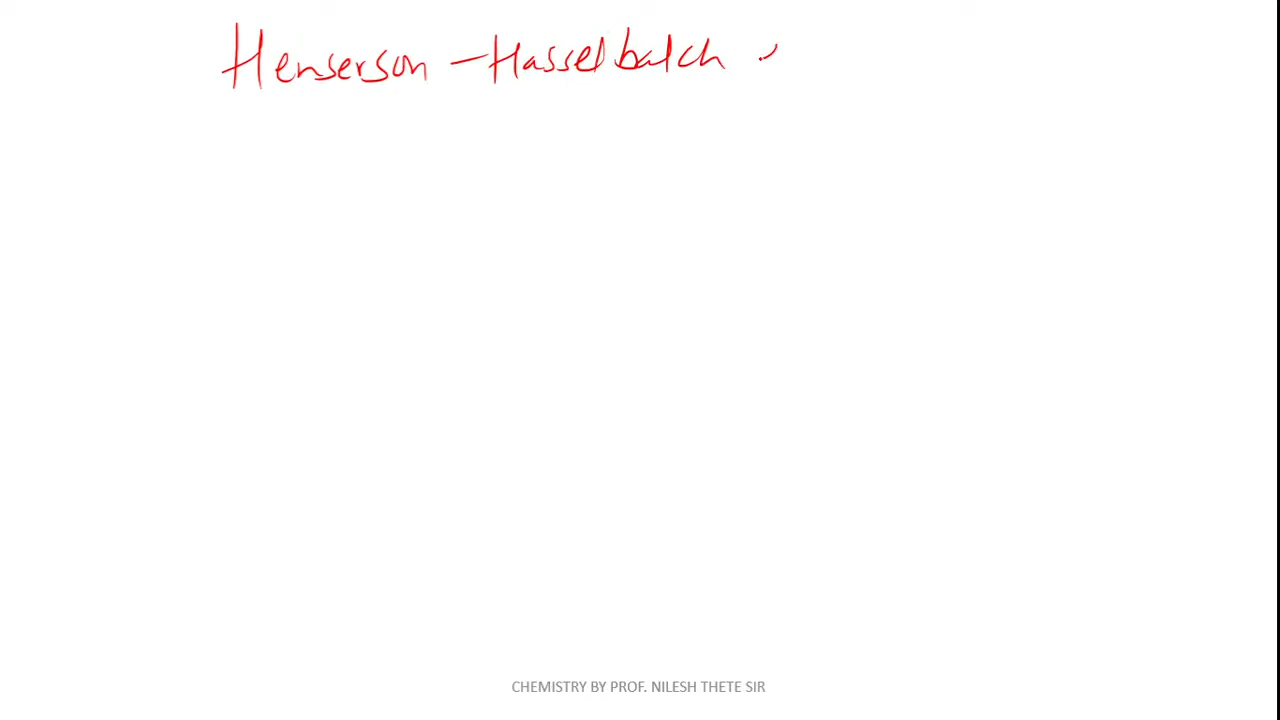 Henserson - Hasselbalch
CHEMISTRY BY PROF. NILESH THETE SIR